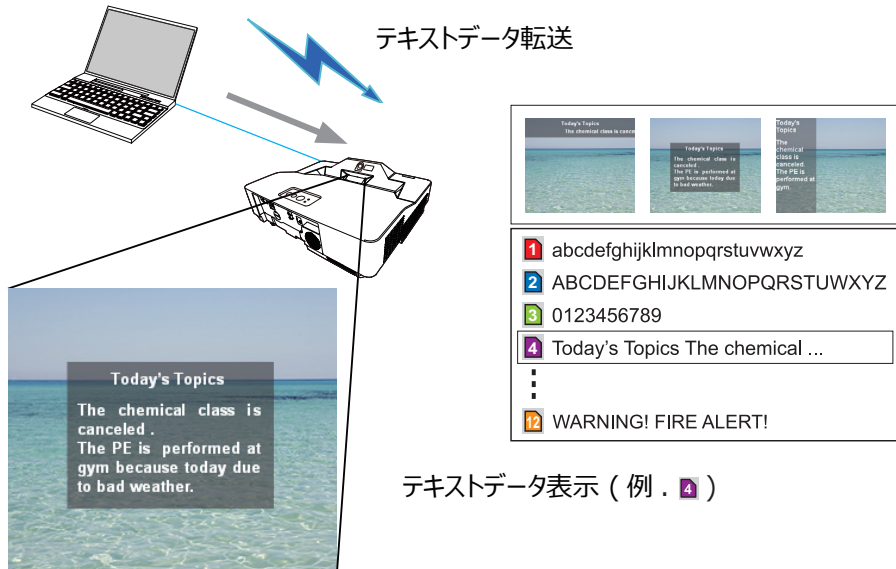 テキストデータ転送
Today's Topics
The chemical class is cance
Today's Topics
The chemical class is
canceled .
The PE is performed at
gym because today due
to bad weather.
Today's
Topics
The
chemical
class is
canceled.
The PE is
performed at
gym.
1 abcdefghijklmnopqrstuvwxyz
2 ABCDEFGHIJKLMNOPQRSTUWXYZ
3 0123456789
4 Today's Topics The chemical ...
12 WARNING! FIRE ALERT!
Today's Topics
The chemical class is
canceled .
The PE is performed at
gym because today due
to bad weather.
テキストデータ表示 ( 例 . 4 )